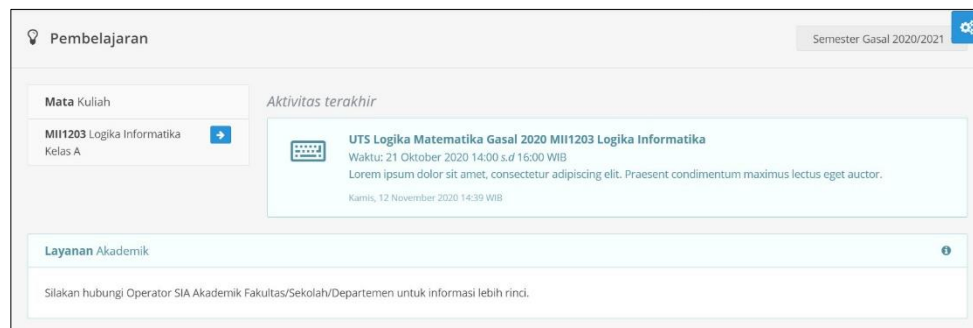 Pembelajaran
Semester Gasal 2020/2021
Mata Kuliah
MII1203 Logika Informatika
Kelas A
Aktivitas terakhir
UTS Logika Matematika Gasal 2020 MII1203 Logika Informatika
Waktu: 21 Oktober 2020 14:00 s.d 16:00 WIB
Lorem ipsum dolor sit amet, consectetur adipiscing elit. Praesent condimentum maximus lectus eget auctor.
Kamis, 12 November 2020 14:39 WIB
Layanan Akademik
Silakan hubungi Operator SIA Akademik Fakultas/Sekolah/Departemen untuk informasi lebih rinci.